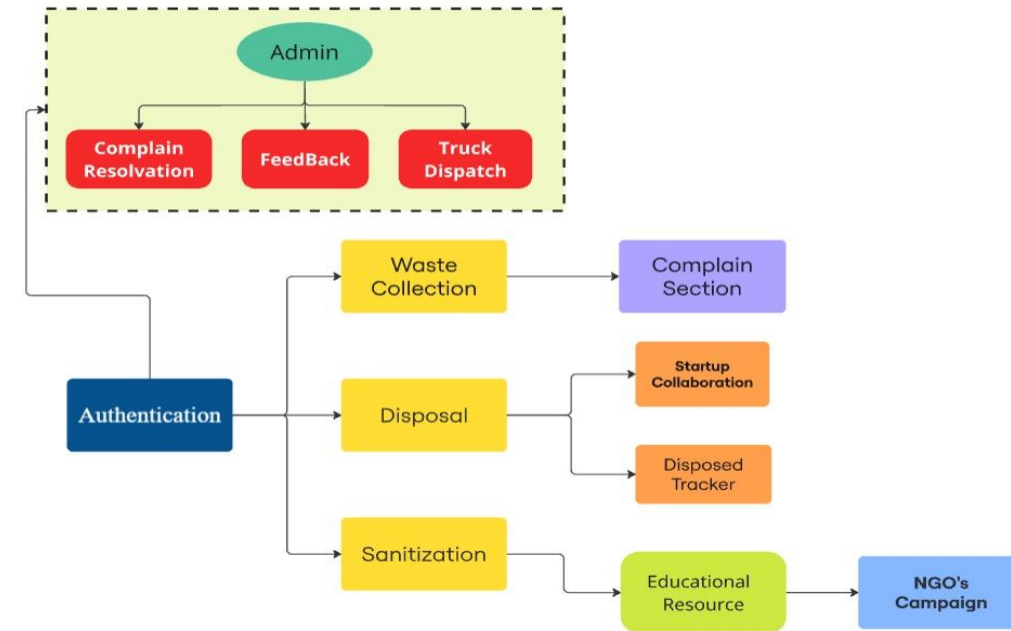 Admin
Complain
Resolvation
FeedBack
Truck
Dispatch
Waste
Collection
Complain
Section
Startup
Collaboration
Authentication
Disposal
Disposed
Tracker
Sanitization
Educational
Resource
NGO's
Campaign